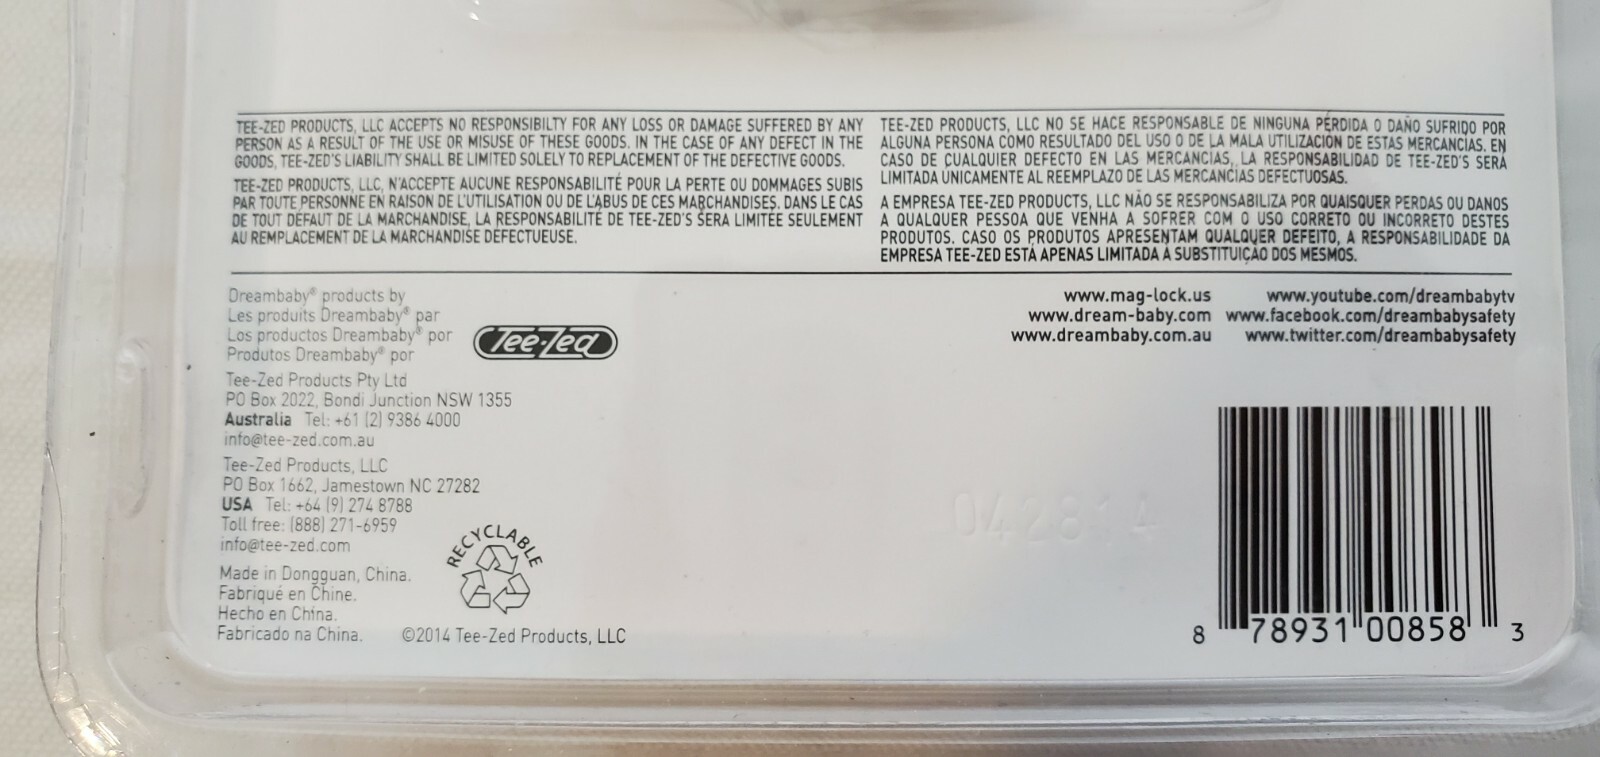 TEE-ZED PRODUCTS, LLC ACCEPTS NO RESPONSIBILTY FOR ANY LOSS OR DAMAGE SUFFERED BY ANY
PERSON AS A RESULT OF THE USE OR MISUSE OF THESE GOODS. IN THE CASE OF ANY DEFECT IN THE
GOODS, TEE-ZED'S LIABILITY SHALL BE LIMITED SOLELY TO REPLACEMENT OF THE DEFECTIVE GOODS.
TEE-ZED PRODUCTS, LLC, N'ACCEPTE AUCUNE RESPONSABILITÉ POUR LA PERTE OU DOMMAGES SUBIS
PAR TOUTE PERSONNE EN RAISON DE L'UTILISATION OU DE L'ABUS DE CES MARCHANDISES. DANS LE CAS
DE TOUT DEFAUT DE LA MARCHANDISE, LA RESPONSABILITÉ DE TEE-ZED'S SERA LIMITÉE SEULEMENT
AU REMPLACEMENT DE LA MARCHANDISE DÉFECTUEUSE.
TEE-ZED PRODUCTS, LLC NO SE HACE RESPONSABLE DE NINGUNA PÉRDIDA O DAÑO SUFRIDO POR
ALGUNA PERSONA COMO RESULTADO DEL USO O DE LA MALA UTILIZACIÓN DE ESTAS MERCANCIAS. EN
CASO DE CUALQUIER DEFECTO EN LAS MERCANCIAS, LA RESPONSABILIDAD DE TEE-ZED'S SERÁ
LIMITADA ÚNICAMENTE AL REEMPLAZO DE LAS MERCANCÍAS DEFECTUOSAS.
A EMPRESA TEE-ZED PRODUCTS, LLC NÃO SE RESPONSABILIZA POR QUAISQUER PERDAS OU DANOS
A QUALQUER PESSOA QUE VENHA A SOFRER COM O USO CORRETO OU INCORRETO DESTES
PRODUTOS. CASO OS PRODUTOS APRESENTAM QUALQUER DEFEITO, A RESPONSABILIDADE DA
EMPRESA TEE-ZED ESTÁ APENAS LIMITADA À SUBSTITUIÇÃO DOS MESMOS.
Dreambaby® products by
Les produits Dreambaby® par
Los productos Dreambaby® por
Produtos Dreambaby® por
Tee-Zed
Tee-Zed Products Pty Ltd
PO Box 2022, Bondi Junction NSW 1355
Australia Tel: +61 (2) 9386 4000
info@tee-zed.com.au
Tee-Zed Products, LLC
PO Box 1662, Jamestown NC 27282
USA Tel: +64 (9) 274 8788
Toll free: (888) 271-6959
info@tee-zed.com
RECYCLABLE
Made in Dongguan, China.
Fabriqué en Chine.
Hecho en China.
Fabricado na China. ©2014 Tee-Zed Products, LLC
www.mag-lock.us
www.dream-baby.com
www.dreambaby.com.au
www.youtube.com/dreambabytv
www.facebook.com/dreambabysafety
www.twitter.com/dreambabysafety
042814
8 78931 00858 3